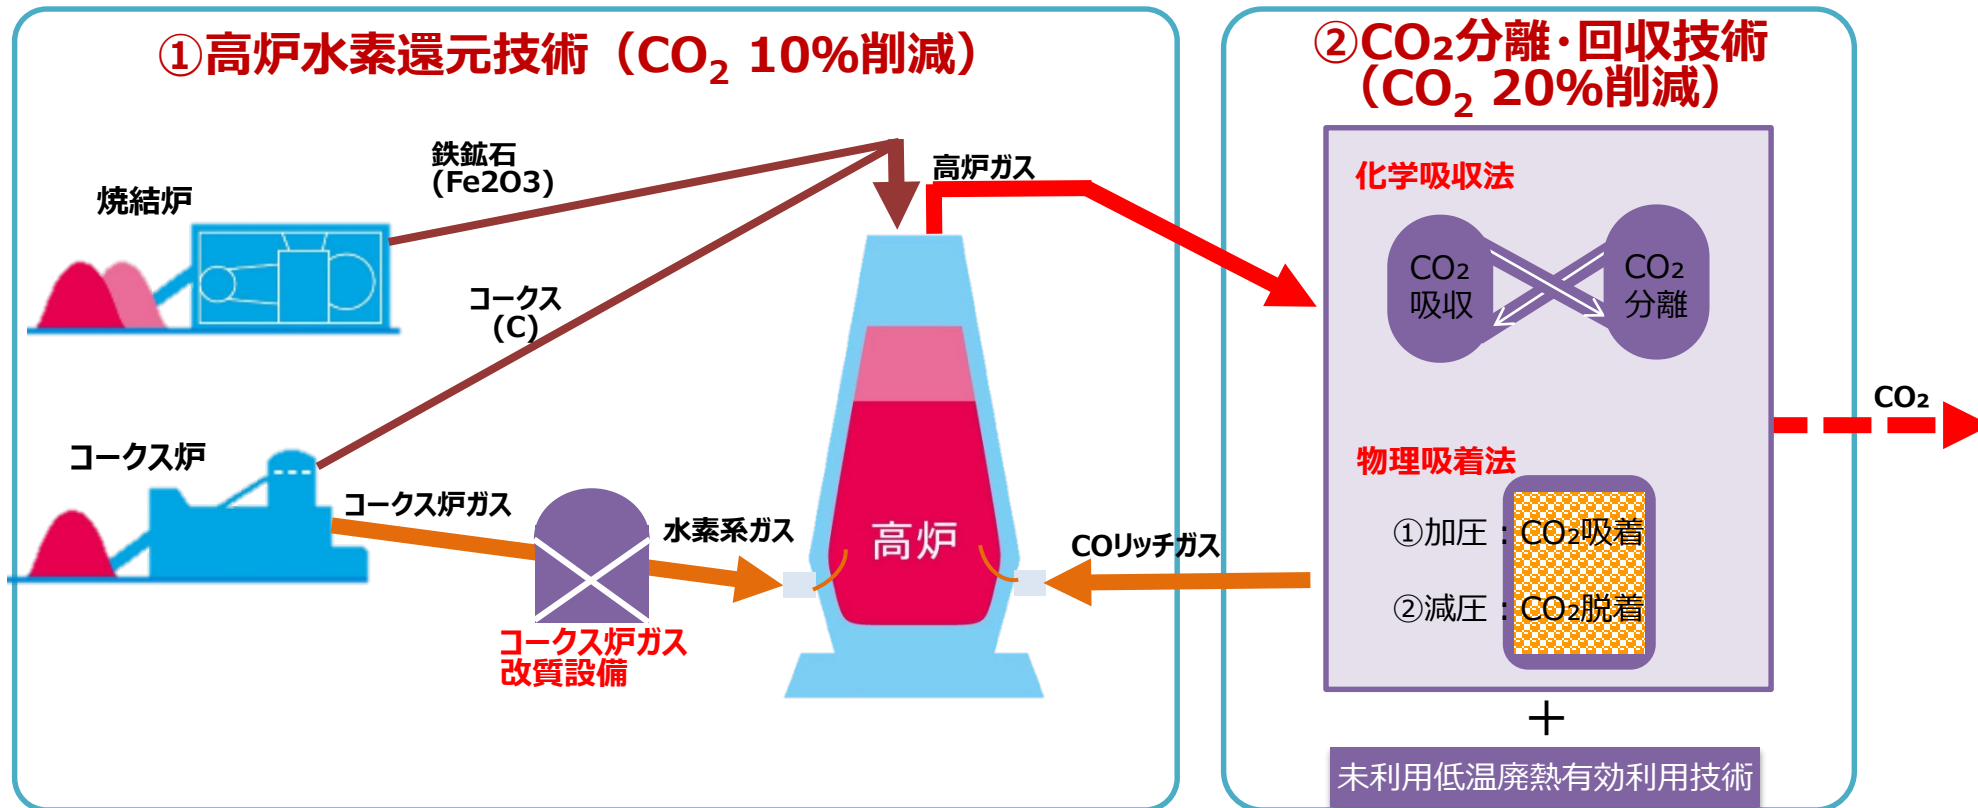 ①高炉水素還元技術（CO₂ 10%削減）
焼結炉
鉄鉱石
(Fe2O3)
コークス
(C)
高炉ガス
コークス炉
コークス炉ガス
水素系ガス
高炉
COリッチガス
コークス炉ガス
改質設備
②CO₂分離･回収技術
（CO₂ 20%削減）
化学吸収法
CO₂
吸収
CO₂
分離
物理吸着法
①加圧：CO₂吸着
②減圧：CO₂脱着
CO₂
＋
未利用低温廃熱有効利用技術